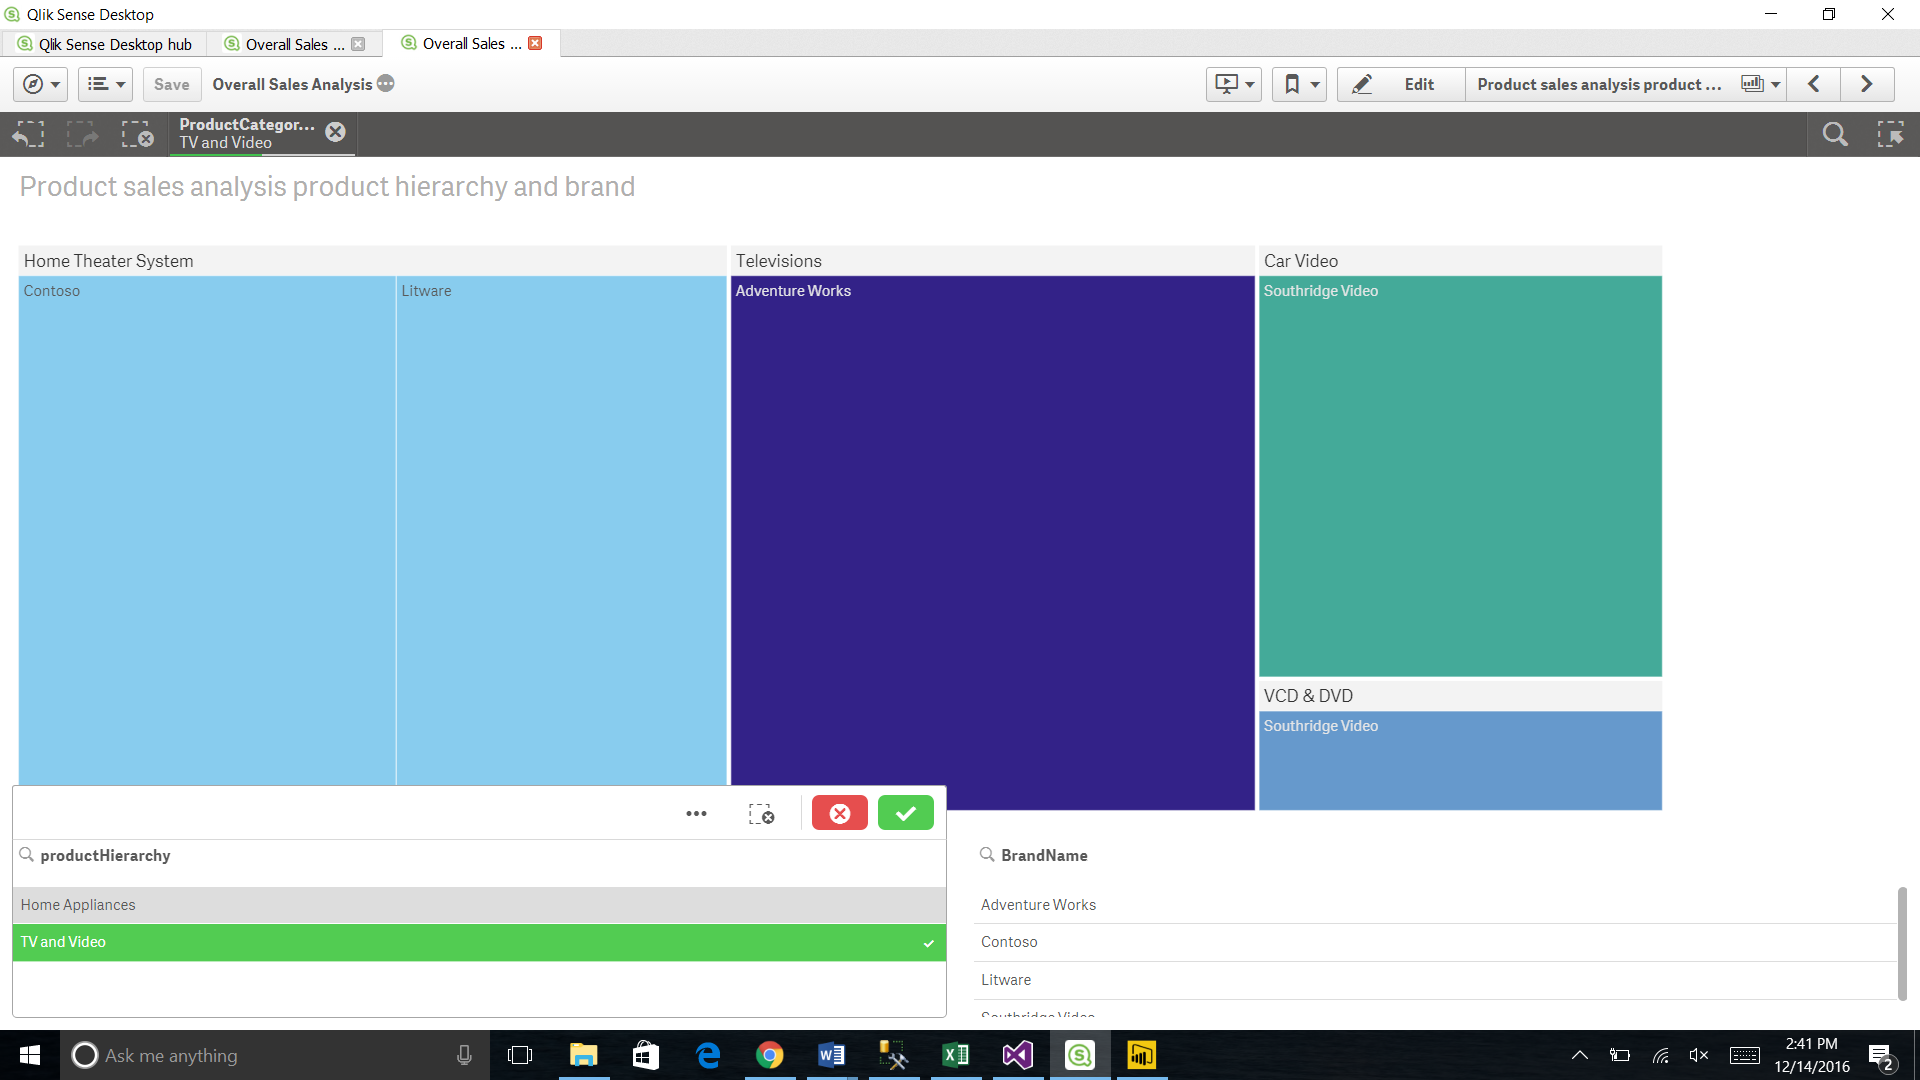 Qlik Sense Desktop
Qlik Sense Desktop hub
Overall Sales ...
Overall Sales ...
Save
Overall Sales Analysis
Edit
Product sales analysis product ...
ProductCategor...
TV and Video
Product sales analysis product hierarchy and brand
Home Theater System
Televisions
Car Video
Contoso
Litware
Adventure Works
Southridge Video
VCD & DVD
Southridge Video
productHierarchy
Home Appliances
TV and Video
BrandName
Adventure Works
Contoso
Litware
Southridge Video
Ask me anything
2:41 PM
12/14/2016
2